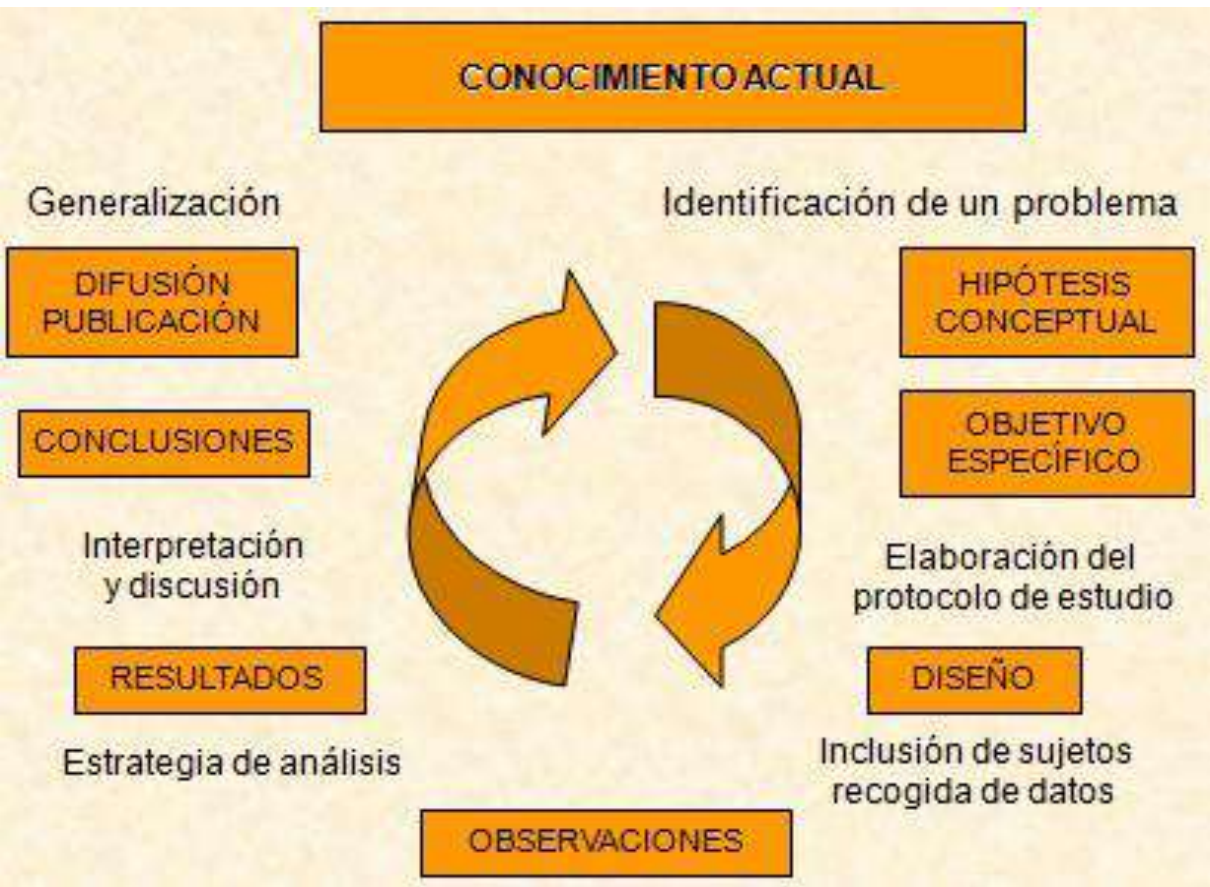 CONOCIMIENTO ACTUAL
Identificación de un problema
HIPÓTESIS
CONCEPTUAL
OBJETIVO
ESPECÍFICO
Elaboración del
protocolo de estudio
DISEÑO
Inclusión de sujetos
recogida de datos
OBSERVACIONES
Estrategia de análisis
RESULTADOS
Interpretación
y discusión
CONCLUSIONES
DIFUSIÓN
PUBLICACIÓN
Generalización